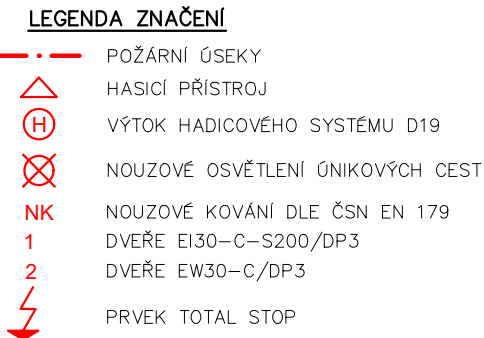 LEGENDA ZNAČENÍ
POŽÁRNÍ ÚSEKY
HASICÍ PŘÍSTROJ
H VÝTOK HADICOVÉHO SYSTÉMU D19
NOUZOVÉ OSVĚTLENÍ ÚNIKOVÝCH CEST
NK NOUZOVÉ KOVÁNÍ DLE ČSN EN 179
1 DVEŘE EI30-C-S200/DP3
2 DVEŘE EW30-C/DP3
PRVEK TOTAL STOP